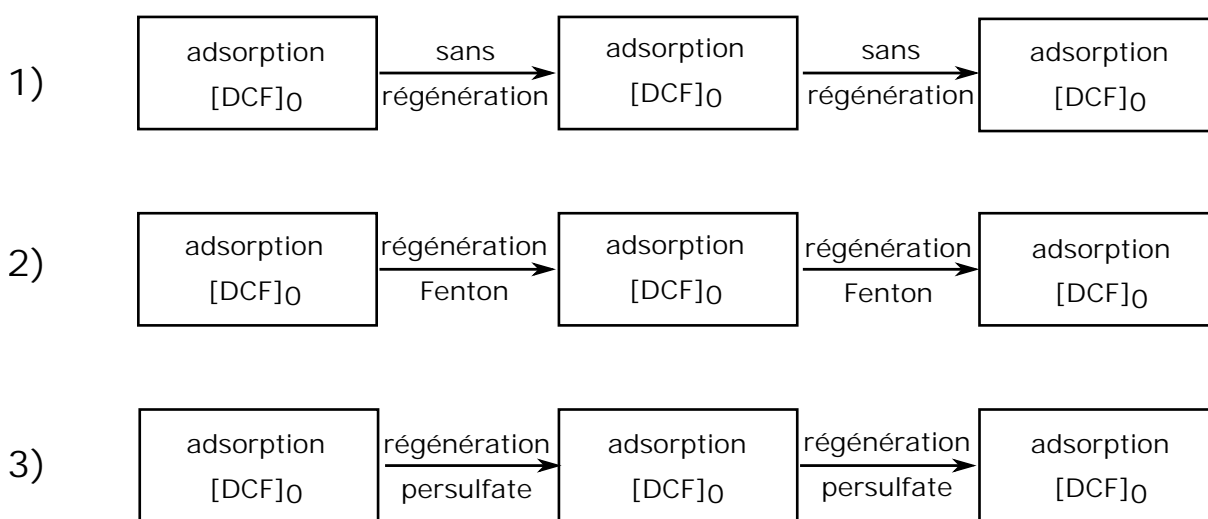 adsorption sans adsorption sans adsorption
1)
[DCF]0 régénération [DCF]0 régénération [DCF]0
adsorption régénération adsorption régénération adsorption
2)
[DCF]0 Fenton [DCF]0 Fenton [DCF]0
adsorption régénération adsorption régénération adsorption
3)
[DCF]0 persulfate [DCF]0 persulfate [DCF]0